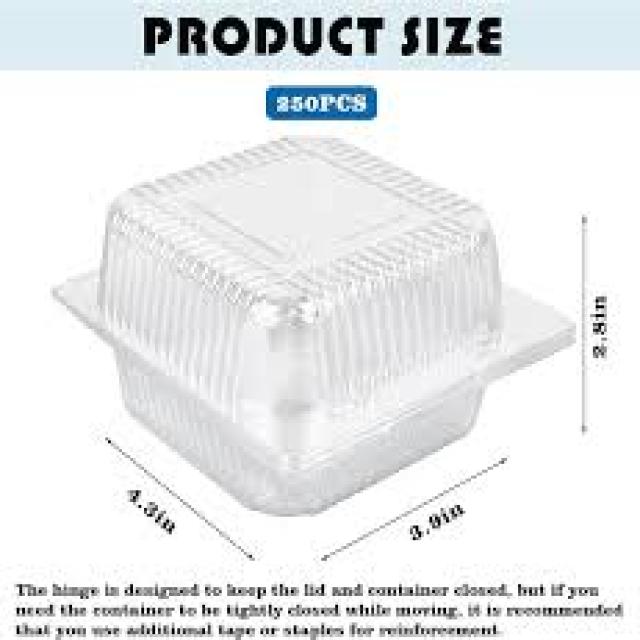 PRODUCT SIZE
250PCS
2.8in
4.3in
3.9in
The hinge is designed to keep the lid and container closed, but if you
need the container to be tightly closed while moving, it is recommended
that you use additional tape or staples for reinforcement.